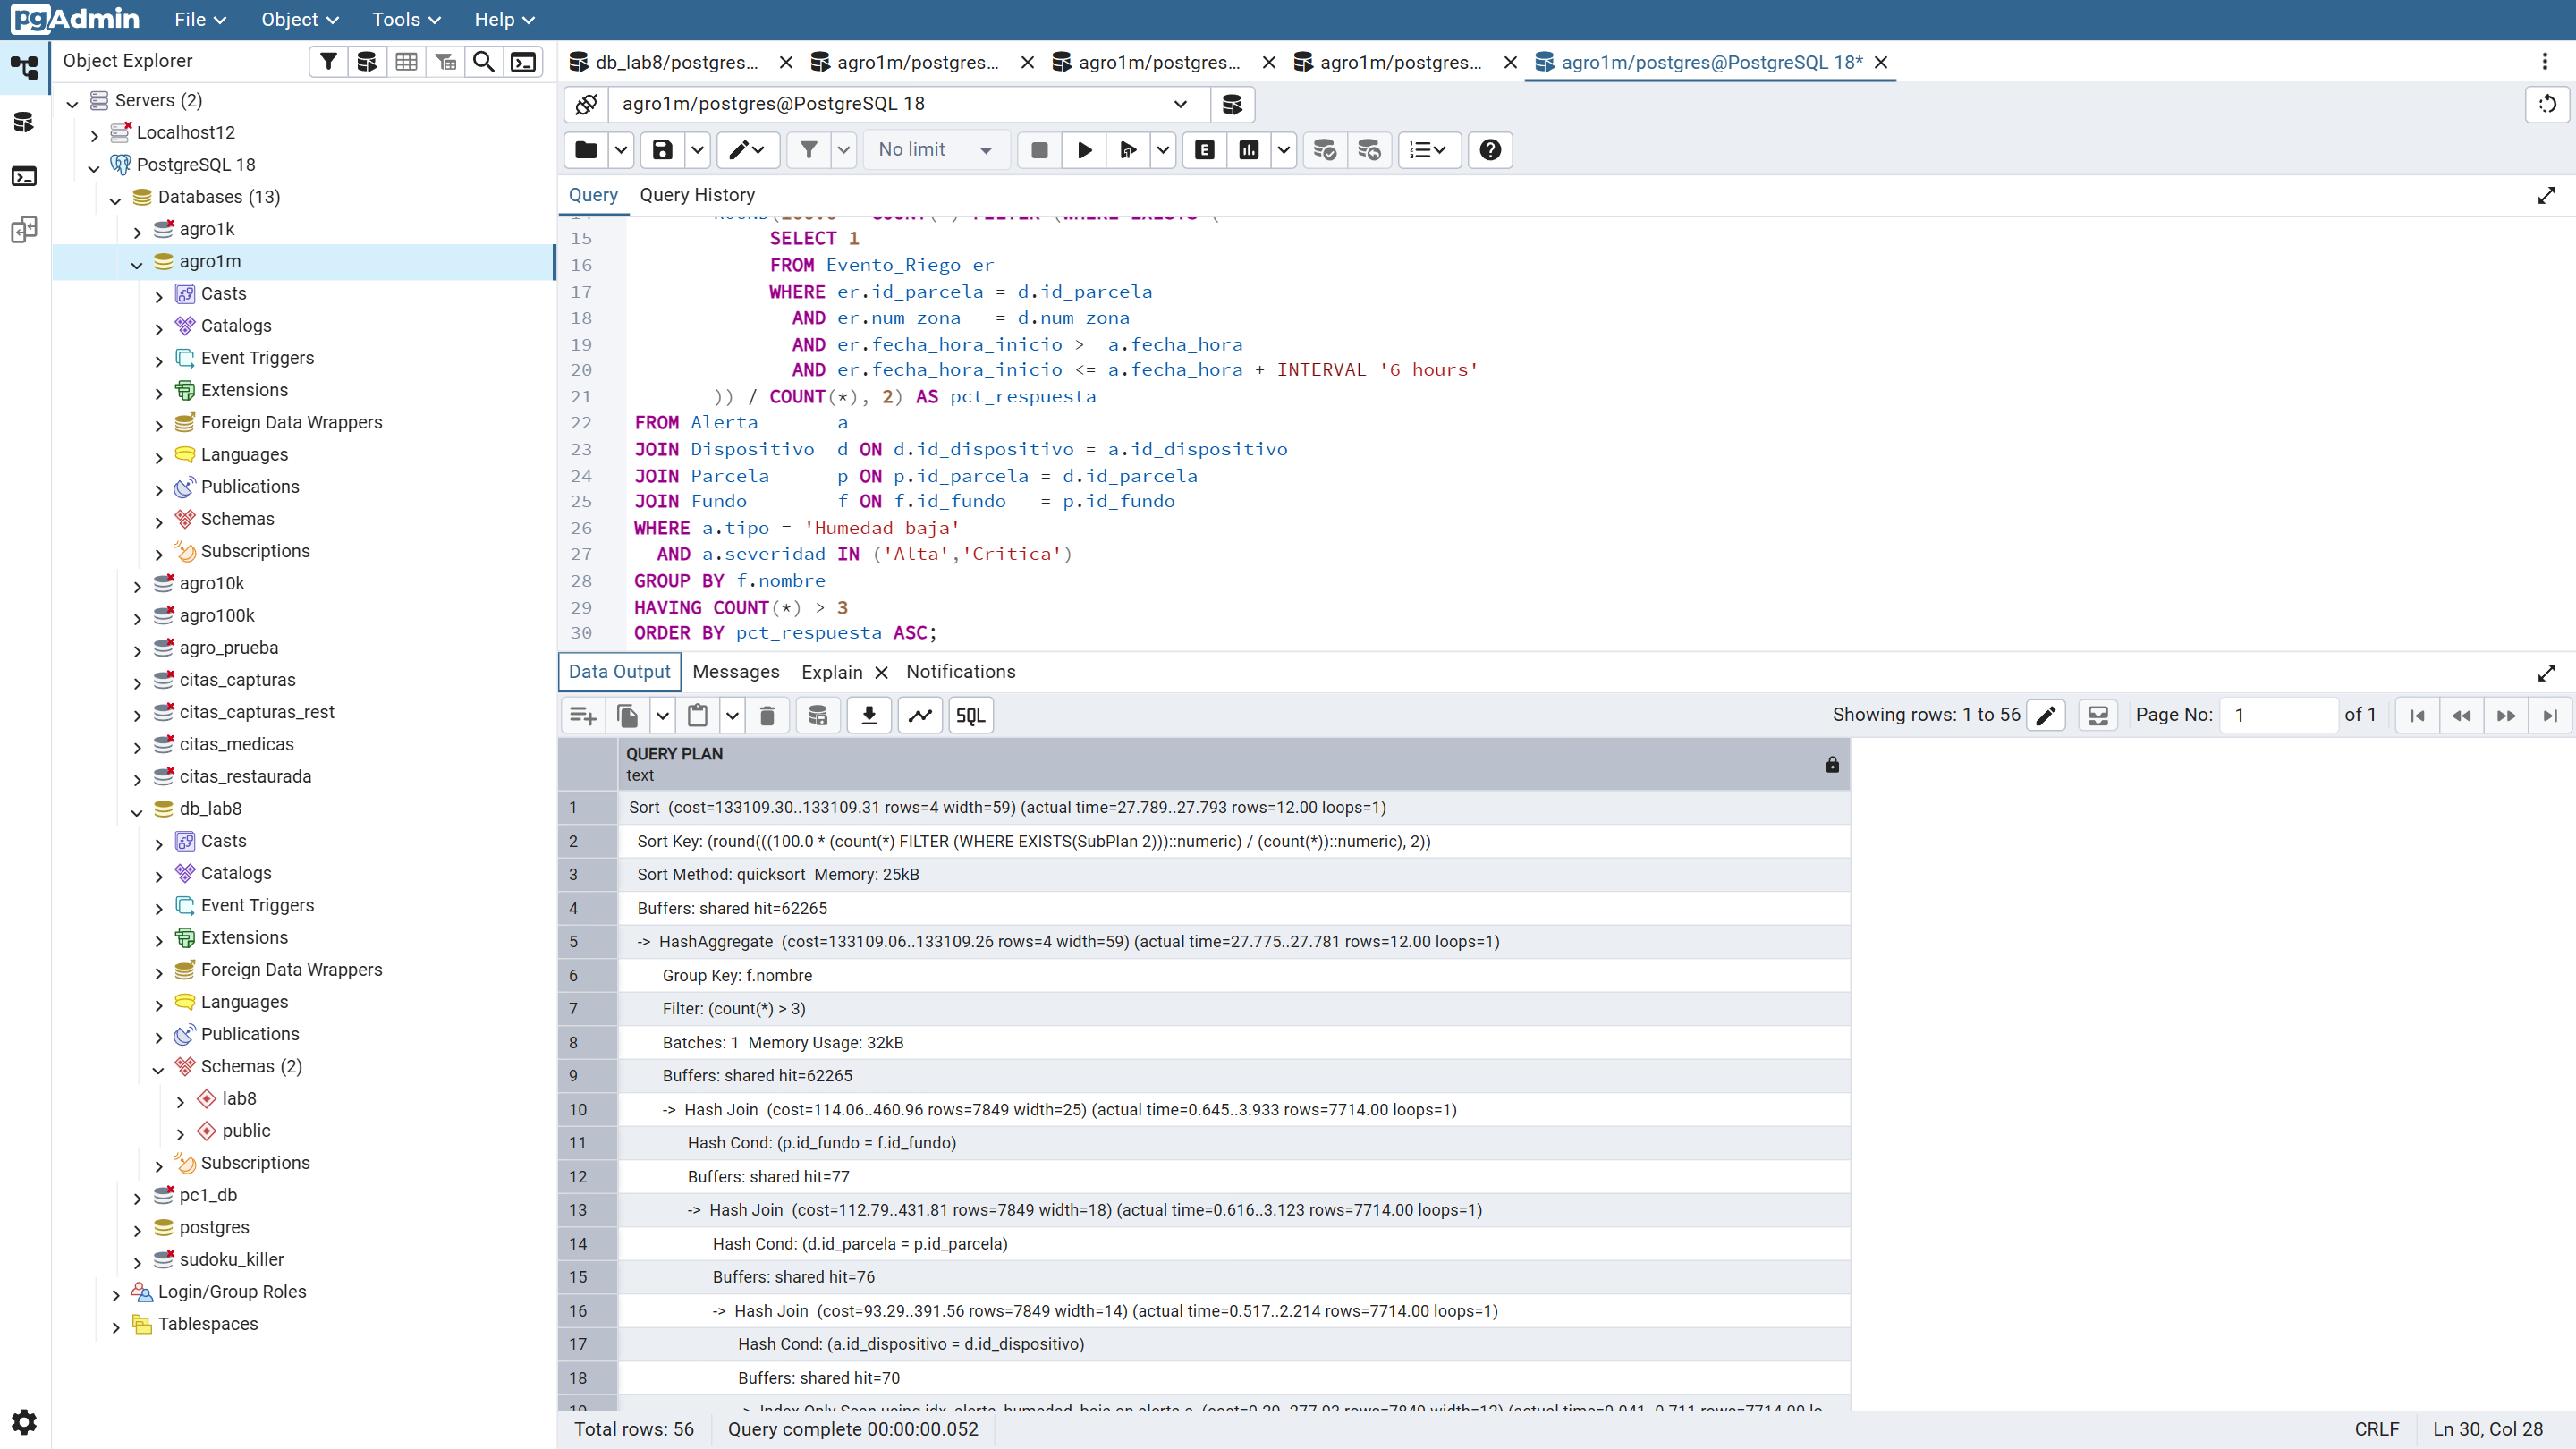 pgAdmin File Object Tools Help
Object Explorer
Servers (2)
Localhost12
PostgreSQL 18
Databases (13)
agro1k
agro1m
Casts
Catalogs
Event Triggers
Extensions
Foreign Data Wrappers
Languages
Publications
Schemas
Subscriptions
agro10k
agro100k
agro_prueba
citas_capturas
citas_capturas_rest
citas_medicas
citas_restaurada
db_lab8
Casts
Catalogs
Event Triggers
Extensions
Foreign Data Wrappers
Languages
Publications
Schemas (2)
lab8
public
Subscriptions
pc1_db
postgres
sudoku_killer
Login/Group Roles
Tablespaces
db_lab8/postgres... agro1m/postgres... agro1m/postgres... agro1m/postgres... agro1m/postgres@PostgreSQL 18*
agro1m/postgres@PostgreSQL 18
No limit E
Query Query History
15 SELECT 1
16 FROM Evento_Riego er
17 WHERE er.id_parcela = d.id_parcela
18 AND er.num_zona = d.num_zona
19 AND er.fecha_hora_inicio > a.fecha_hora
20 AND er.fecha_hora_inicio <= a.fecha_hora + INTERVAL '6 hours'
21 )) / COUNT(*), 2) AS pct_respuesta
22 FROM Alerta a
23 JOIN Dispositivo d ON d.id_dispositivo = a.id_dispositivo
24 JOIN Parcela p ON p.id_parcela = d.id_parcela
25 JOIN Fundo f ON f.id_fundo = p.id_fundo
26 WHERE a.tipo = 'Humedad baja'
27 AND a.severidad IN ('Alta','Critica')
28 GROUP BY f.nombre
29 HAVING COUNT(*) > 3
30 ORDER BY pct_respuesta ASC;
Data Output Messages Explain Notifications
SQL Showing rows: 1 to 56 Page No: 1 of 1
QUERY PLAN
text
1 Sort (cost=133109.30..133109.31 rows=4 width=59) (actual time=27.789..27.793 rows=12.00 loops=1)
2 Sort Key: (round(((100.0 * (count(*) FILTER (WHERE EXISTS(SubPlan 2)))::numeric) / (count(*))::numeric), 2))
3 Sort Method: quicksort Memory: 25kB
4 Buffers: shared hit=62265
5 -> HashAggregate (cost=133109.06..133109.26 rows=4 width=59) (actual time=27.775..27.781 rows=12.00 loops=1)
6 Group Key: f.nombre
7 Filter: (count(*) > 3)
8 Batches: 1 Memory Usage: 32kB
9 Buffers: shared hit=62265
10 -> Hash Join (cost=114.06..460.96 rows=7849 width=25) (actual time=0.645..3.933 rows=7714.00 loops=1)
11 Hash Cond: (p.id_fundo = f.id_fundo)
12 Buffers: shared hit=77
13 -> Hash Join (cost=112.79..431.81 rows=7849 width=18) (actual time=0.616..3.123 rows=7714.00 loops=1)
14 Hash Cond: (d.id_parcela = p.id_parcela)
15 Buffers: shared hit=76
16 -> Hash Join (cost=93.29..391.56 rows=7849 width=14) (actual time=0.517..2.214 rows=7714.00 loops=1)
17 Hash Cond: (a.id_dispositivo = d.id_dispositivo)
18 Buffers: shared hit=70
Total rows: 56 Query complete 00:00:00.052 CRLF Ln 30, Col 28